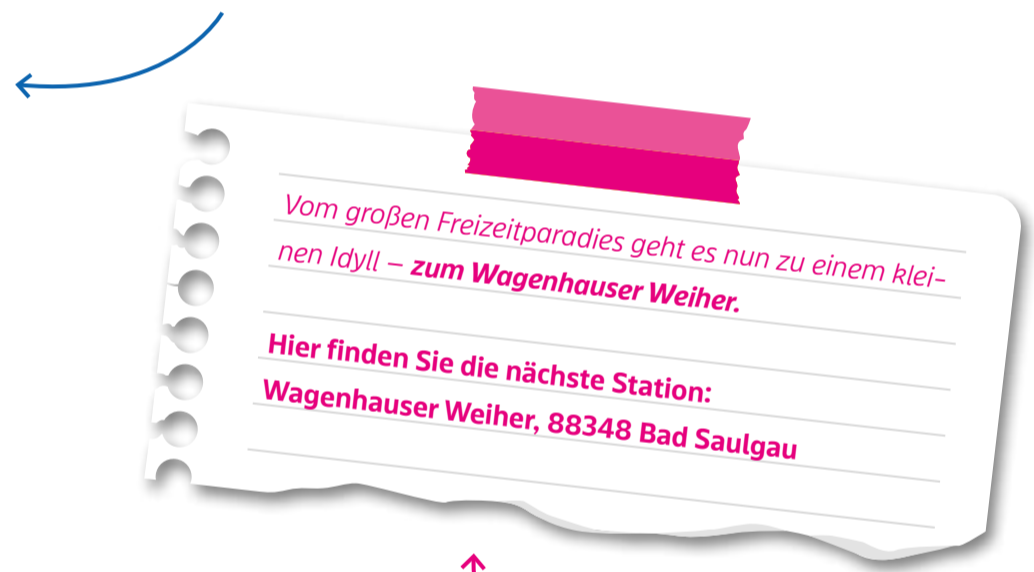 Vom großen Freizeitparadies geht es nun zu einem klei-
nen Idyll – zum Wagenhauser Weiher.
Hier finden Sie die nächste Station:
Wagenhauser Weiher, 88348 Bad Saulgau